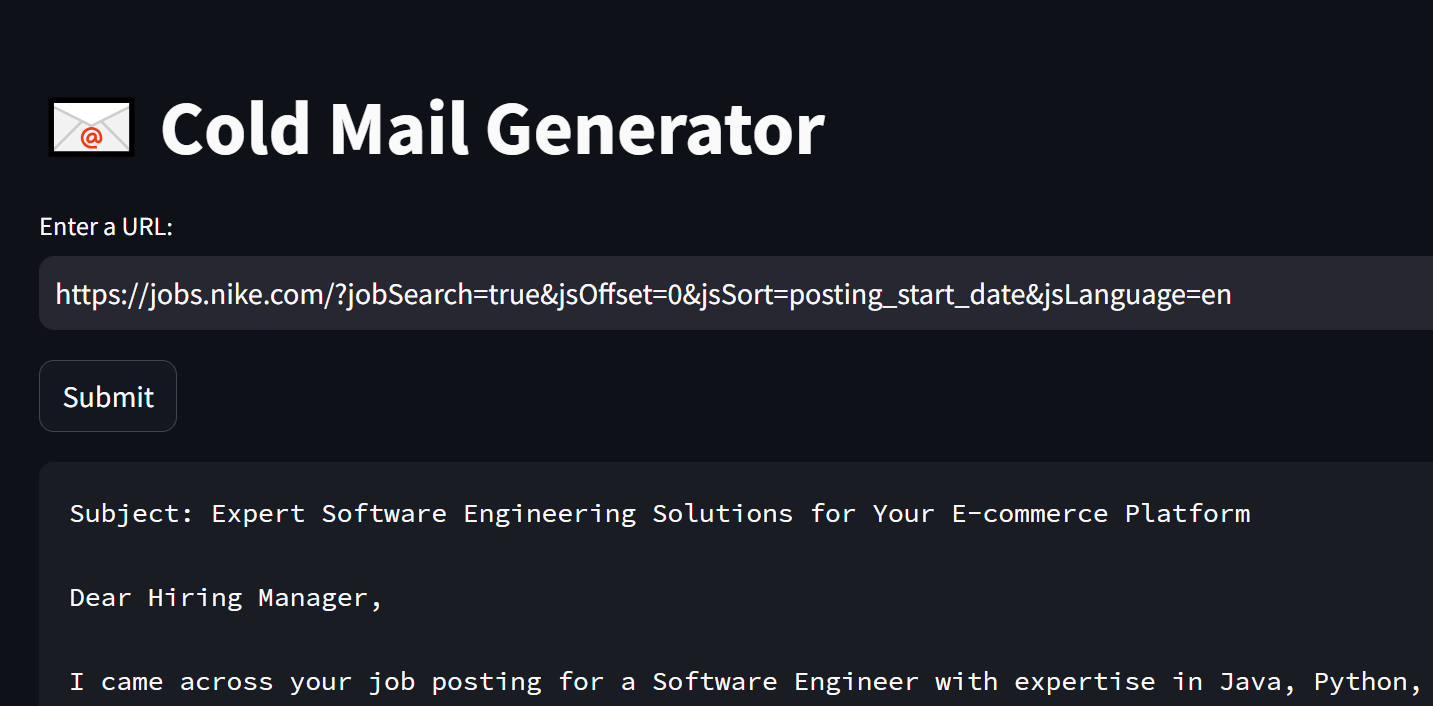 @ Cold Mail Generator
Enter a URL:
https://jobs.nike.com/?jobSearch=true&jsOffset=0&jsSort=posting_start_date&jsLanguage=en
Submit
Subject: Expert Software Engineering Solutions for Your E-commerce Platform
Dear Hiring Manager,
I came across your job posting for a Software Engineer with expertise in Java, Python,